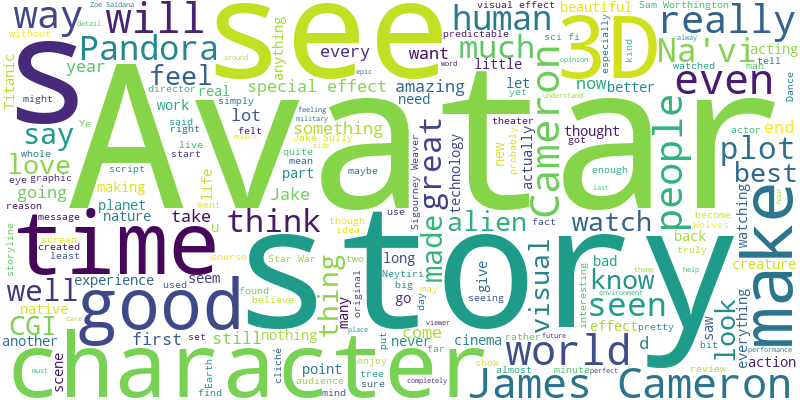 Zoe Saldana
visual effect
Sam Worthington
detail
without
beautiful
way
will
see
human
3D
really
predictable
Pandora
every
anything
sci fi
especially
kind
alway
Na'vi
acting
Titanic
year
feel
want
much
little
opinion
watched
man
tell
around
epic
word
special effect
amazing
let
now
better
even
director
simply
real
need
yet
s
might
work
feeling
Avatar
Cameron
Dance
Ye
said
felt
lot
military
something
theater
thought
actor
say
right
Jake Sully
quite
actually
got
new
probably
people
end
whole
live
start
mean
maybe
side
enough
plot
love
script
part
great
technology
Sigourney Weaver
understand
best
eye
graphic
life
Jake
last
going
making
went
reason
planet
use
become
message
nature
take
u
though
idea
made
alien
fact
Wolves
watching
hour
time
think
watch
back
make
storyline
screen
created
least
course
thing
two
truly
creature
theme
story
experience
used
seem
Star War
found
believe
long
Neytiri
give
visual
interesting
bad
know
help
environment
well
good
many
original
big
go
day
may
seeing
seen
look
everything
native
CGI
care
place
future
effect
pretty
saw
bit
performance
another
first
set
still
nothing
put
come
never
cinema
rather
d
action
scene
cliché
Earth
point
enjoy
far
viewer
world
show
almost
minute
perfect
review
must
character
find
audience
mind
tree
sure
completely
James Cameron